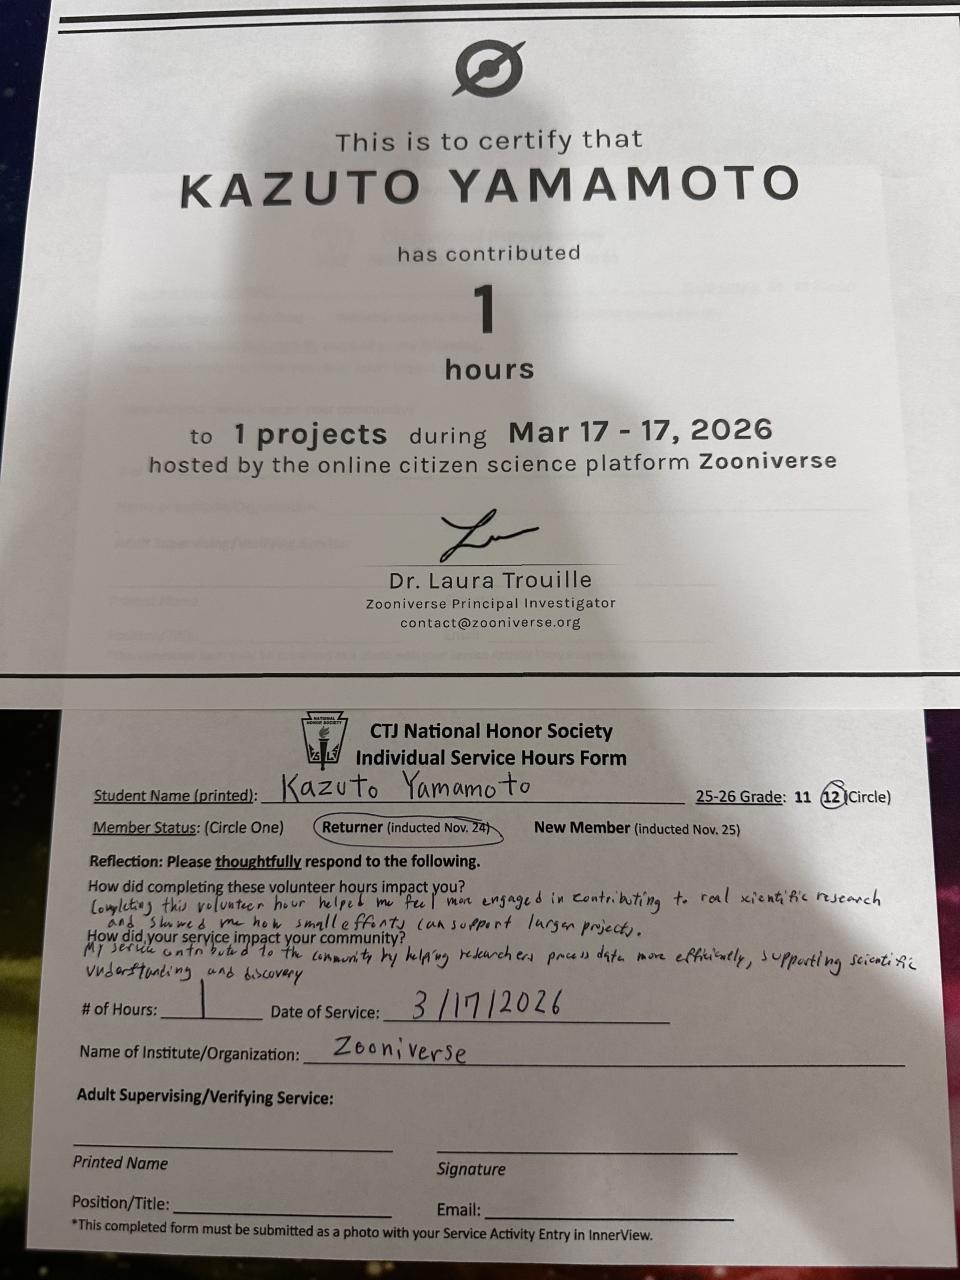 This is to certify that
KAZUTO YAMAMOTO
has contributed
1
hours
to 1 projects during Mar 17 - 17, 2026
hosted by the online citizen science platform Zooniverse
Dr. Laura Trouille
Zooniverse Principal Investigator
contact@zooniverse.org
NATIONAL
HONOR SOCIETY
CTJ National Honor Society
Individual Service Hours Form
Student Name (printed): Kazuto Yamamoto 25-26 Grade: 11 12 (Circle)
Member Status: (Circle One) Returner (inducted Nov. 24) New Member (inducted Nov. 25)
Reflection: Please thoughtfully respond to the following.
How did completing these volunteer hours impact you?
Completing this volunteer hour helped me feel more engaged in contributing to real scientific research
and showed me how small efforts can support larger projects.
How did your service impact your community?
My service contributed to the community by helping researchers process data more efficiently, supporting scientific
understanding and discovery
# of Hours: 1 Date of Service: 3/17/2026
Name of Institute/Organization: Zooniverse
Adult Supervising/Verifying Service:
Printed Name Signature
Position/Title: Email:
*This completed form must be submitted as a photo with your Service Activity Entry in InnerView.